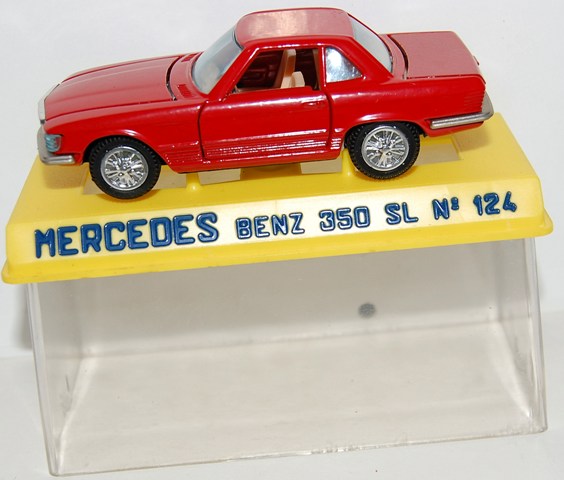 MERCEDES BENZ 350 SL Nº 124